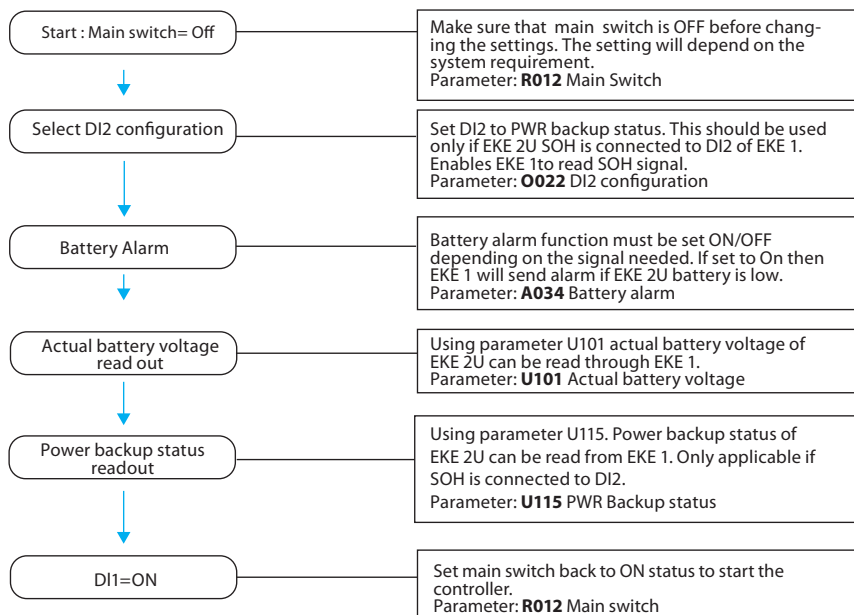 Start : Main switch= Off
Make sure that main switch is OFF before chang-
ing the settings. The setting will depend on the
system requirement.
Parameter: R012 Main Switch
Select DI2 configuration
Set DI2 to PWR backup status. This should be used
only if EKE 2U SOH is connected to DI2 of EKE 1.
Enables EKE 1to read SOH signal.
Parameter: O022 DI2 configuration
Battery Alarm
Battery alarm function must be set ON/OFF
depending on the signal needed. If set to On then
EKE 1 will send alarm if EKE 2U battery is low.
Parameter: A034 Battery alarm
Actual battery voltage
read out
Using parameter U101 actual battery voltage of
EKE 2U can be read through EKE 1.
Parameter: U101 Actual battery voltage
Power backup status
readout
Using parameter U115. Power backup status of
EKE 2U can be read from EKE 1. Only applicable if
SOH is connected to DI2.
Parameter: U115 PWR Backup status
DI1=ON
Set main switch back to ON status to start the
controller.
Parameter: R012 Main switch